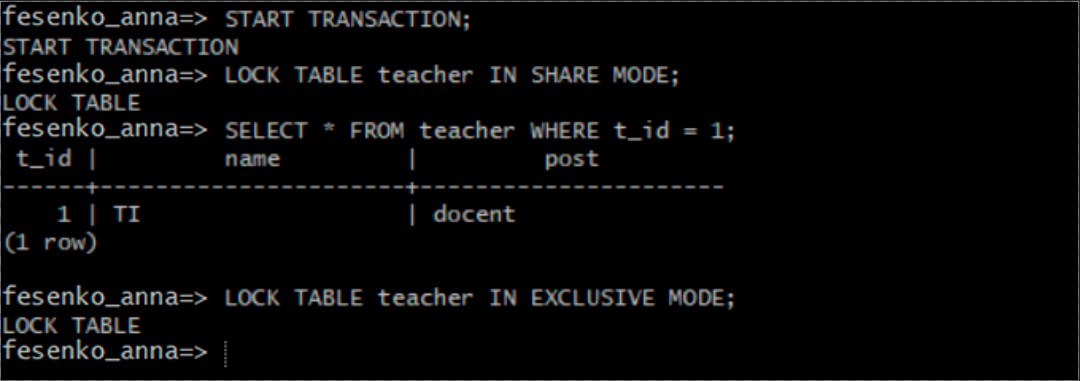 fesenko_anna=> START TRANSACTION;
START TRANSACTION
fesenko_anna=> LOCK TABLE teacher IN SHARE MODE;
LOCK TABLE
fesenko_anna=> SELECT * FROM teacher WHERE t_id = 1;
 t_id |         name         |         post
------+----------------------+----------------------
    1 | TI                   | docent
(1 row)
fesenko_anna=> LOCK TABLE teacher IN EXCLUSIVE MODE;
LOCK TABLE
fesenko_anna=>